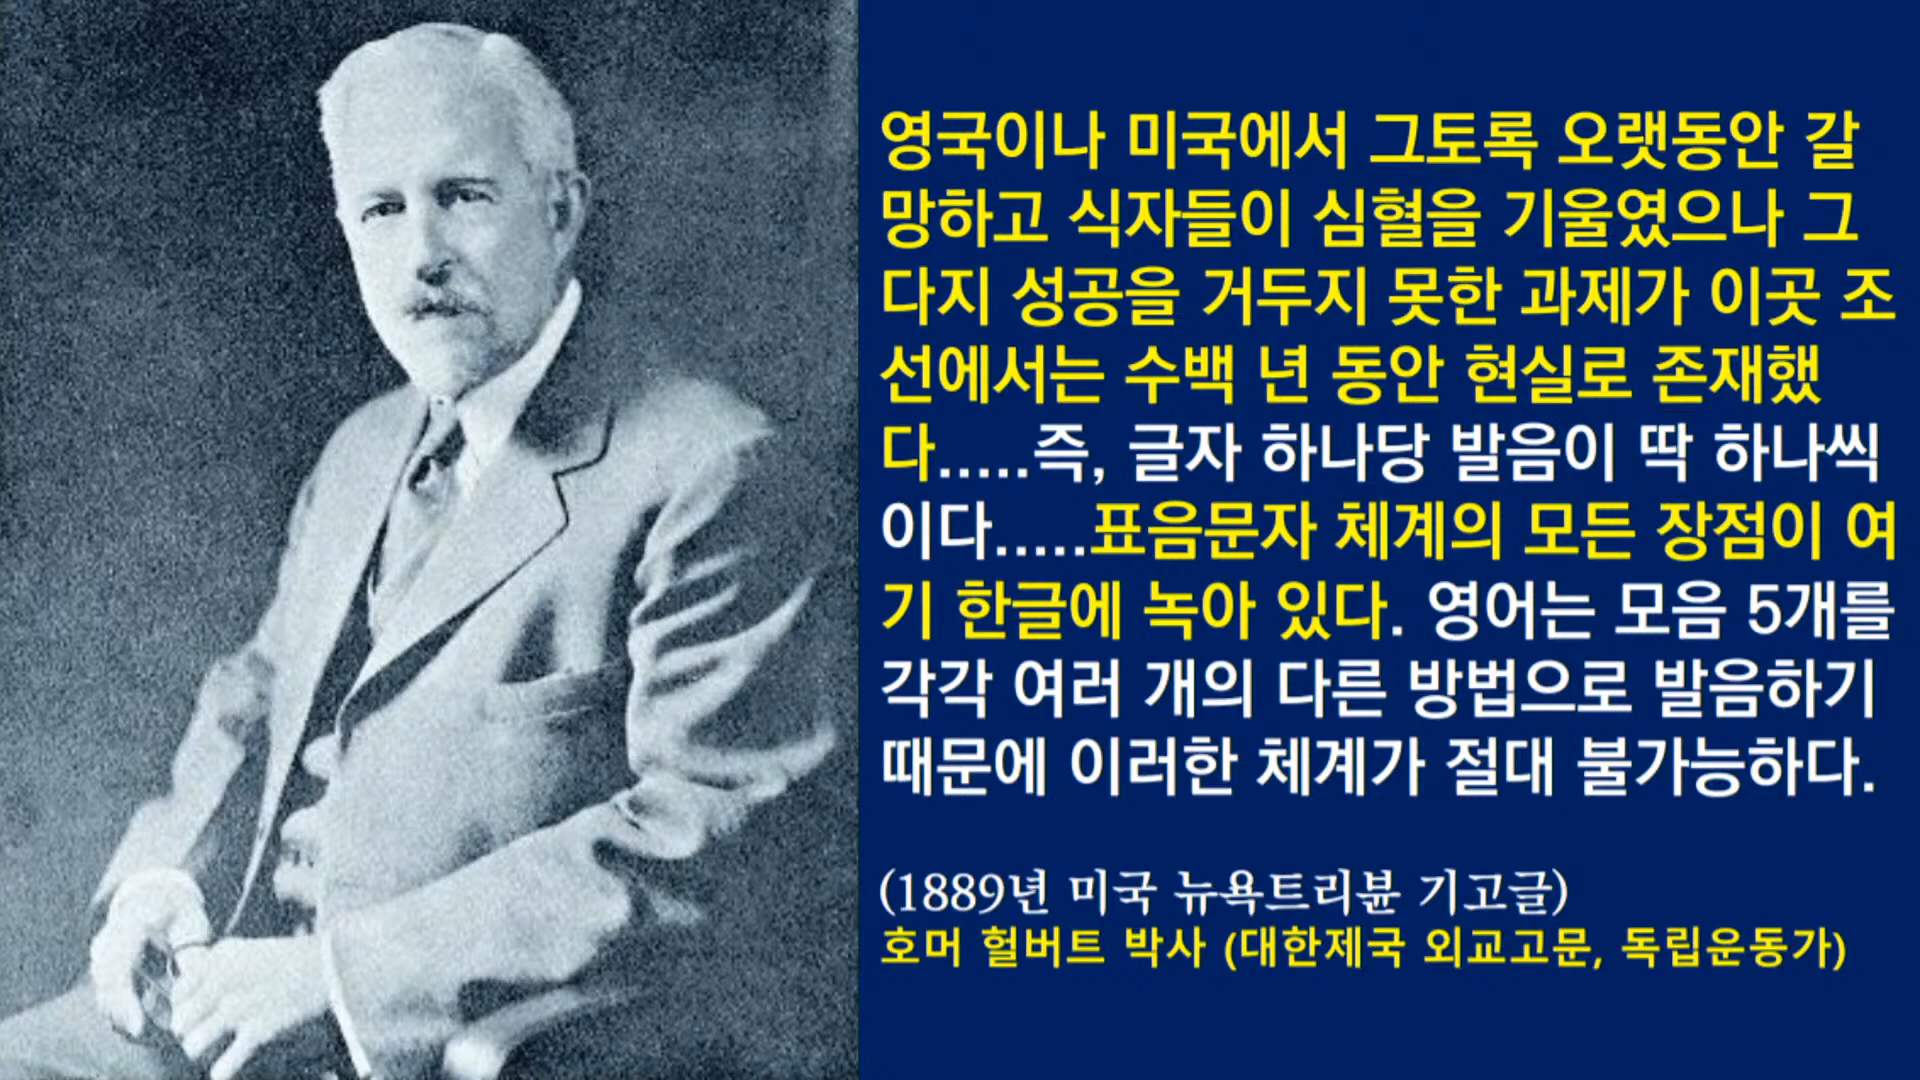 영국이나 미국에서 그토록 오랫동안 갈
망하고 식자들이 심혈을 기울였으나 그
다지 성공을 거두지 못한 과제가 이곳 조
선에서는 수백 년 동안 현실로 존재했
다.....즉, 글자 하나당 발음이 딱 하나씩
이다.....표음문자 체계의 모든 장점이 여
기 한글에 녹아 있다. 영어는 모음 5개를
각각 여러 개의 다른 방법으로 발음하기
때문에 이러한 체계가 절대 불가능하다.
(1889년 미국 뉴욕트리뷴 기고글)
호머 헐버트 박사 (대한제국 외교고문, 독립운동가)